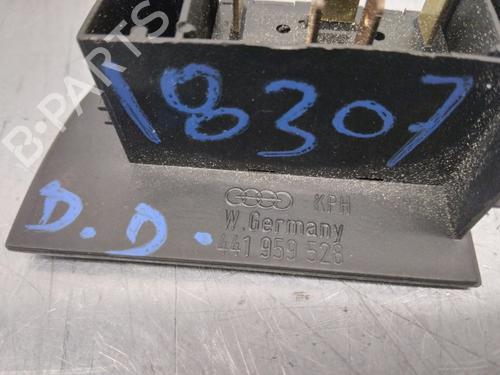 B-PARTS
18307
KPH
D.D.
W. Germany
441 959 528